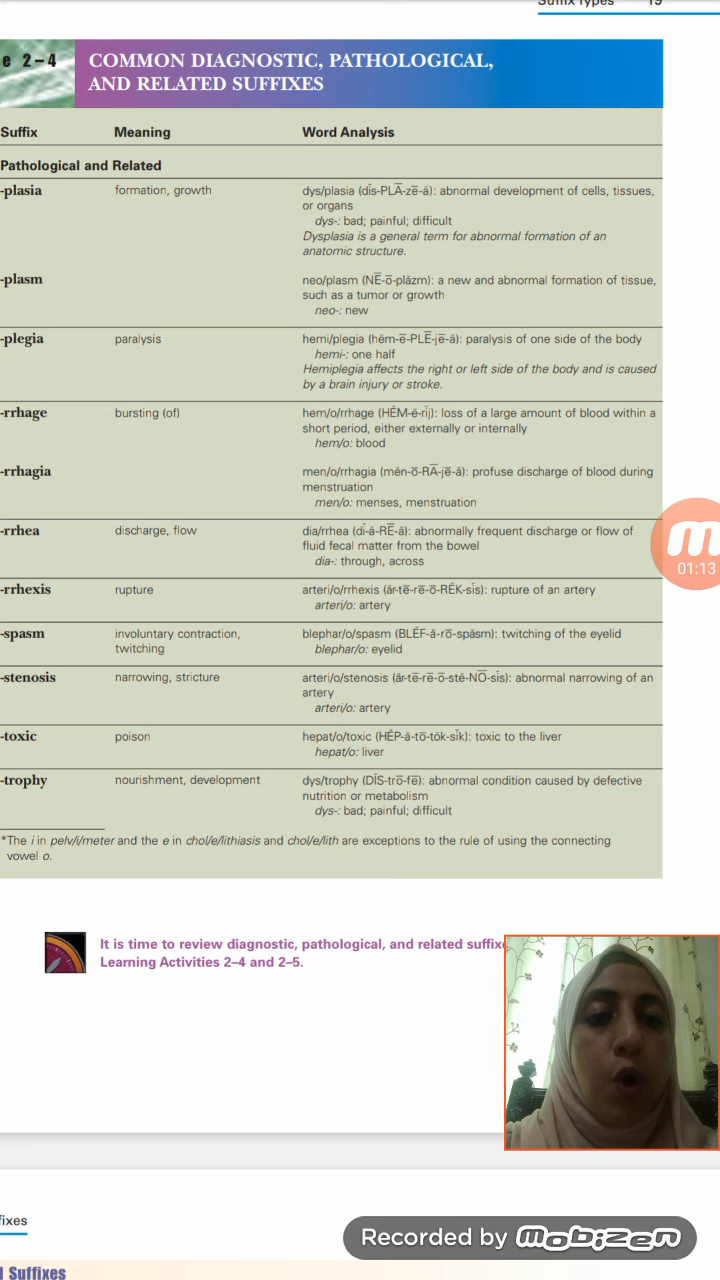 Suffix Types 19
e 2–4 COMMON DIAGNOSTIC, PATHOLOGICAL,
AND RELATED SUFFIXES
Suffix Meaning Word Analysis
Pathological and Related
-plasia formation, growth dys/plasia (dĭs-PLĀ-zē-ă): abnormal development of cells, tissues,
or organs
dys-: bad; painful; difficult
Dysplasia is a general term for abnormal formation of an
anatomic structure.
-plasm neo/plasm (NĒ-ō-plăzm): a new and abnormal formation of tissue,
such as a tumor or growth
neo-: new
-plegia paralysis hemi/plegia (hĕm-ē-PLĒ-jē-ă): paralysis of one side of the body
hemi-: one half
Hemiplegia affects the right or left side of the body and is caused
by a brain injury or stroke.
-rrhage bursting (of) hem/o/rrhage (HĔM-ĕ-rĭj): loss of a large amount of blood within a
short period, either externally or internally
hem/o: blood
-rrhagia men/o/rrhagia (mĕn-ō-RĀ-jē-ă): profuse discharge of blood during
menstruation
men/o: menses, menstruation
-rrhea discharge, flow dia/rrhea (dī-ă-RĒ-ă): abnormally frequent discharge or flow of
fluid fecal matter from the bowel
dia-: through, across
-rrhexis rupture arteri/o/rrhexis (ăr-tē-rē-ō-RĔK-sĭs): rupture of an artery
arteri/o: artery
-spasm involuntary contraction, blephar/o/spasm (BLĔF-ă-rō-spăsm): twitching of the eyelid
twitching blephar/o: eyelid
-stenosis narrowing, stricture arteri/o/stenosis (ăr-tē-rē-ō-stĕ-NŌ-sĭs): abnormal narrowing of an
artery
arteri/o: artery
-toxic poison hepat/o/toxic (HĔP-ă-tō-tŏk-sĭk): toxic to the liver
hepat/o: liver
-trophy nourishment, development dys/trophy (DĬS-trō-fē): abnormal condition caused by defective
nutrition or metabolism
dys-: bad; painful; difficult
*The i in pelv/i/meter and the e in chol/e/lithiasis and chol/e/lith are exceptions to the rule of using the connecting
vowel o.
01:13
It is time to review diagnostic, pathological, and related suffixe
Learning Activities 2–4 and 2–5.
fixes
Recorded by mobizen
l Suffixes